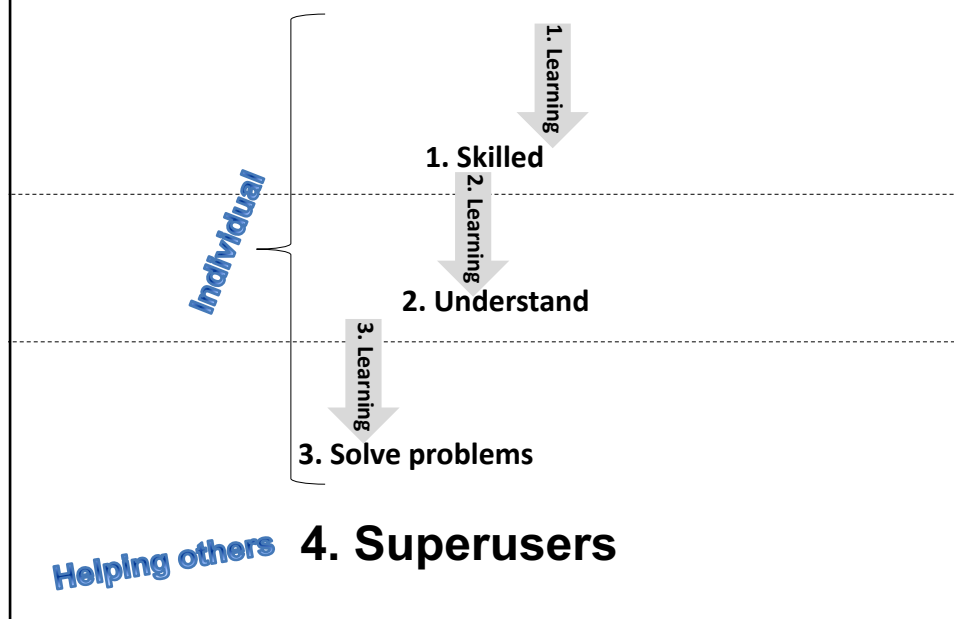 1. Learning
1. Skilled
2. Learning
Individual
2. Understand
3. Learning
3. Solve problems
Helping others
4. Superusers